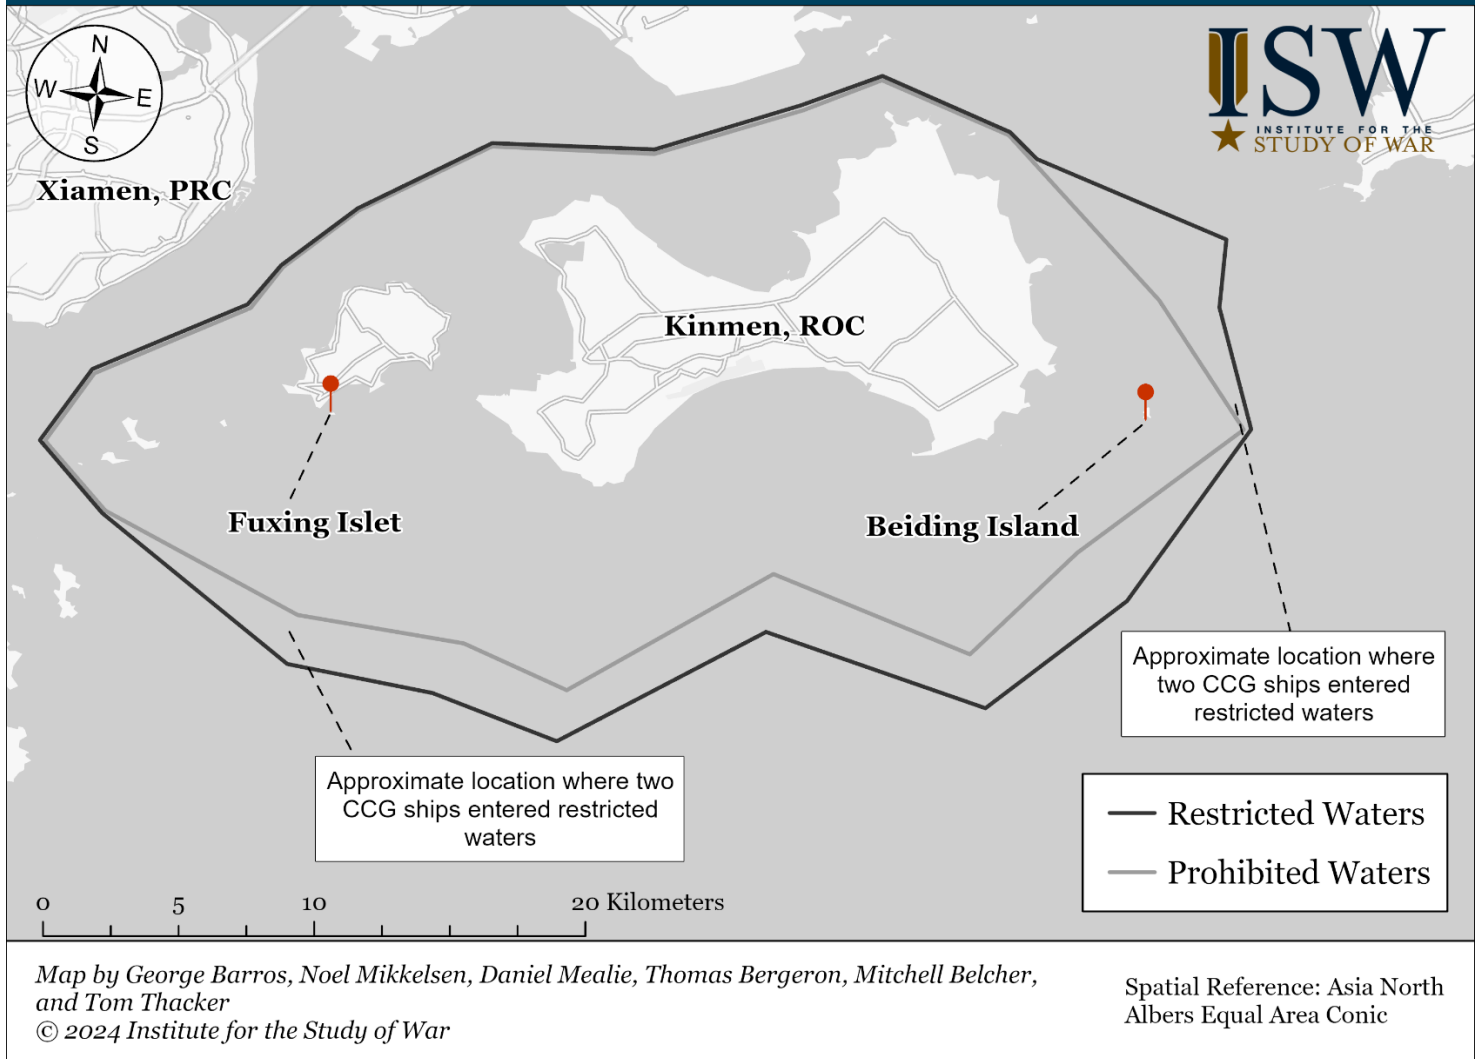 N
W
E
S
ISW
INSTITUTE FOR THE
STUDY OF WAR
Xiamen, PRC
Kinmen, ROC
Fuxing Islet
Beiding Island
Approximate location where
two CCG ships entered
restricted waters
Approximate location where two
CCG ships entered restricted
waters
Restricted Waters
Prohibited Waters
0 5 10 20 Kilometers
Map by George Barros, Noel Mikkelsen, Daniel Mealie, Thomas Bergeron, Mitchell Belcher,
and Tom Thacker
© 2024 Institute for the Study of War
Spatial Reference: Asia North
Albers Equal Area Conic